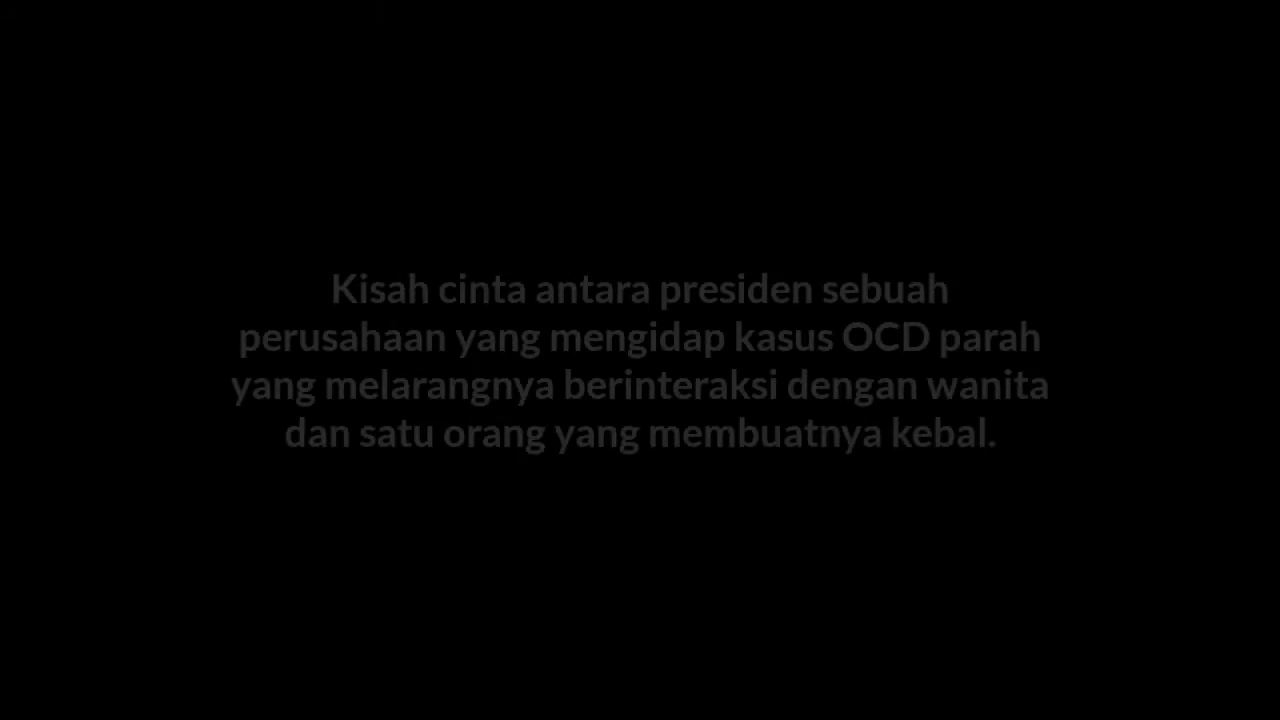 Kisah cinta antara presiden sebuah
perusahaan yang mengidap kasus OCD parah
yang melarangnya berinteraksi dengan wanita
dan satu orang yang membuatnya kebal.